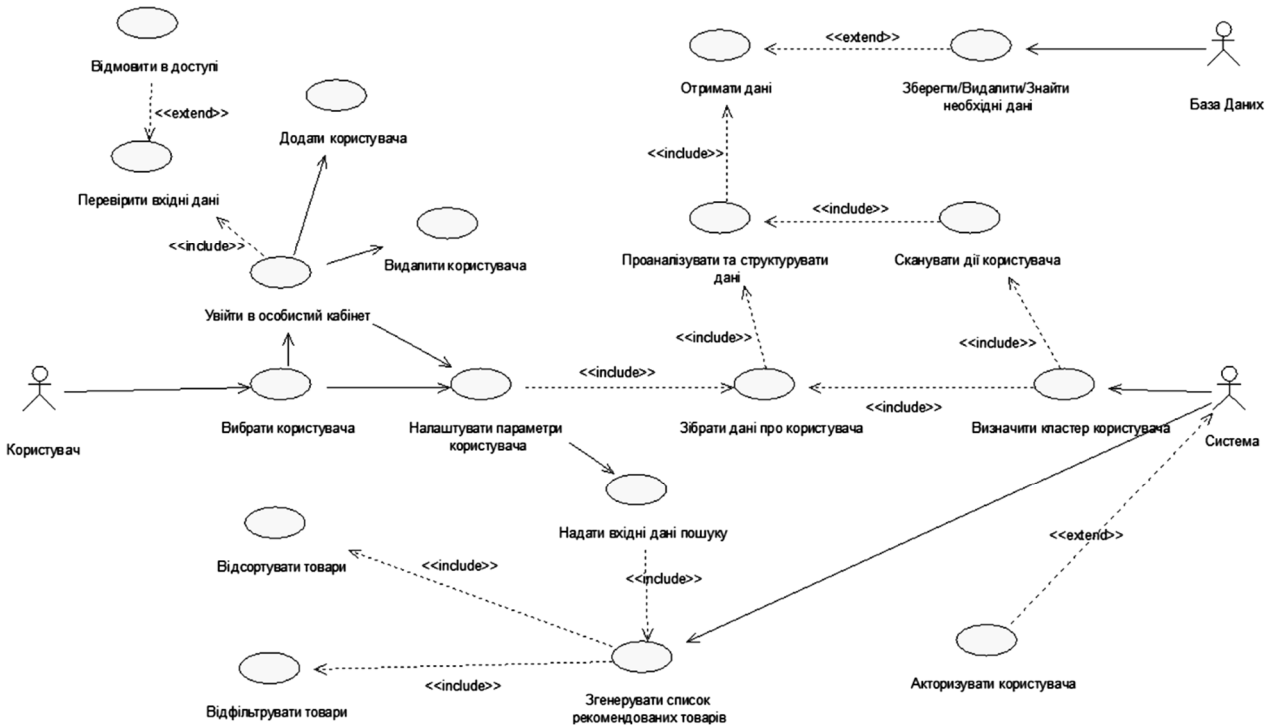 Відмовити в доступі
<<extend>>
Перевірити вхідні дані
<<include>>
Додати користувача
Видалити користувача
Увійти в особистий кабінет
Користувач
Вибрати користувача
Налаштувати параметри
користувача
<<include>>
Зібрати дані про користувача
<<include>>
Проаналізувати та структурувати
дані
<<include>>
Отримати дані
<<extend>>
Зберегти/Видалити/Знайти
необхідні дані
База Даних
<<include>>
Сканувати дії користувача
<<include>>
<<include>>
Визначити кластер користувача
Система
Надати вхідні дані пошуку
<<include>>
Відсортувати товари
<<include>>
Відфільтрувати товари
<<include>>
Згенерувати список
рекомендованих товарів
<<extend>>
Акторизувати користувача